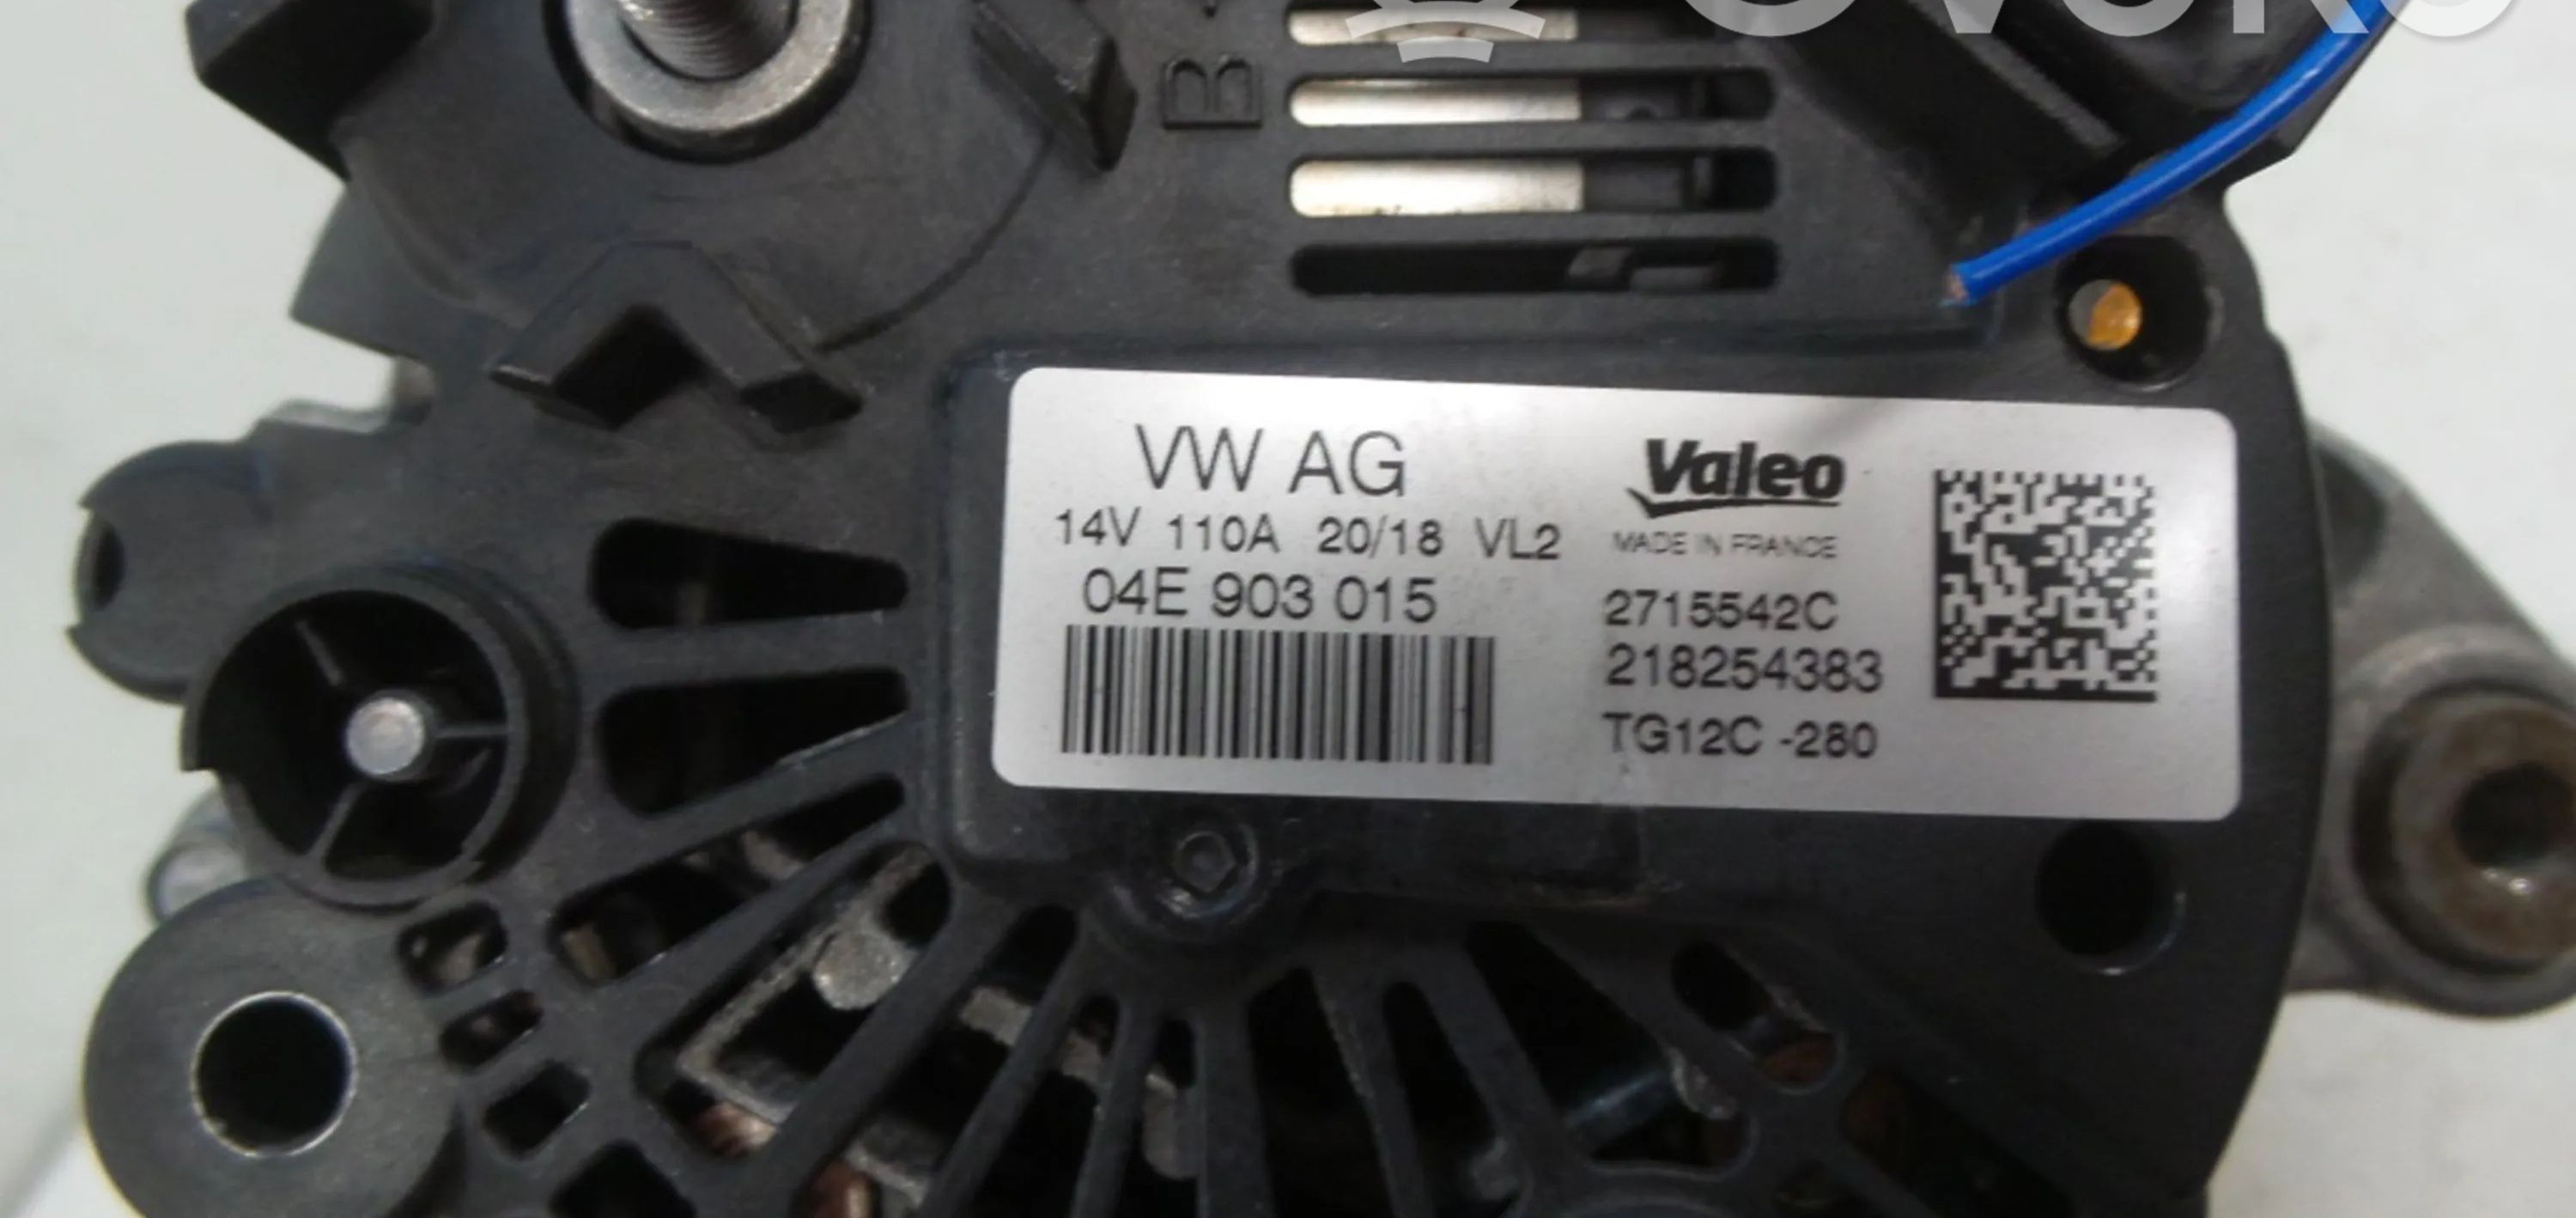 B
VW AG
14V 110A 20/18 VL2
04E 903 015
Valeo
MADE IN FRANCE
2715542C
218254383
TG12C -280